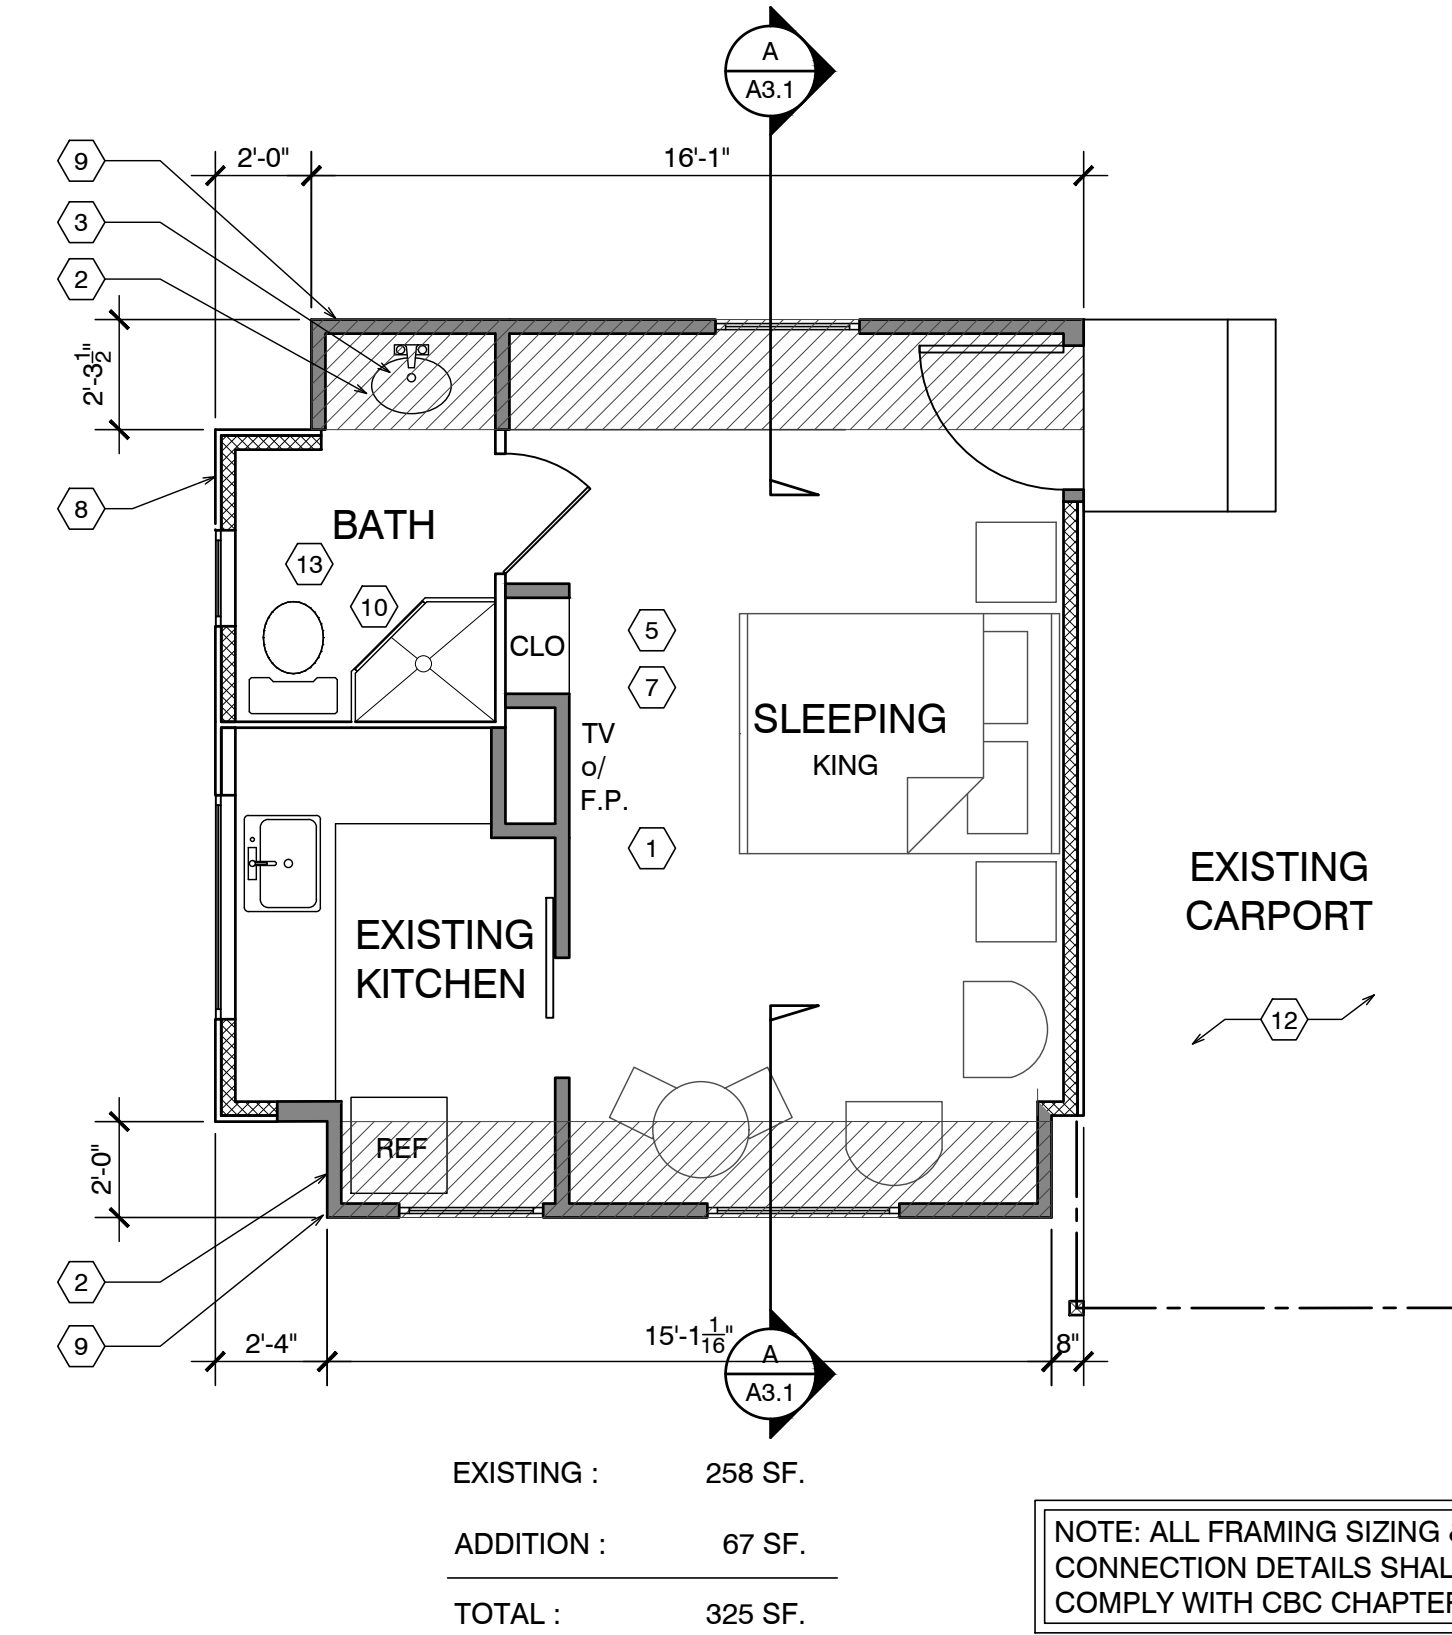 A
A3.1
2'-0"
16'-1"
9
3
2
2'-3 1/2"
8
BATH
13
10
CLO
5
7
TV
o/
F.P.
SLEEPING
KING
1
EXISTING
KITCHEN
EXISTING
CARPORT
12
REF
2'-0"
2
9
2'-4"
15'-1 1/16"
8"
A
A3.1
EXISTING : 258 SF.
ADDITION : 67 SF.
TOTAL : 325 SF.
NOTE: ALL FRAMING SIZING
CONNECTION DETAILS SHAL
COMPLY WITH CBC CHAPTER